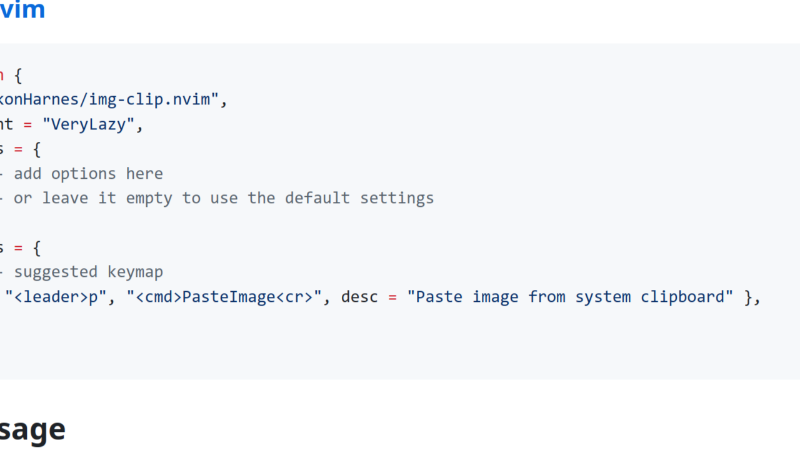 vim
n {
konHarnes/img-clip.nvim",
nt = "VeryLazy",
s = {
- add options here
- or leave it empty to use the default settings
s = {
- suggested keymap
"<leader>p", "<cmd>PasteImage<cr>", desc = "Paste image from system clipboard" },
sage